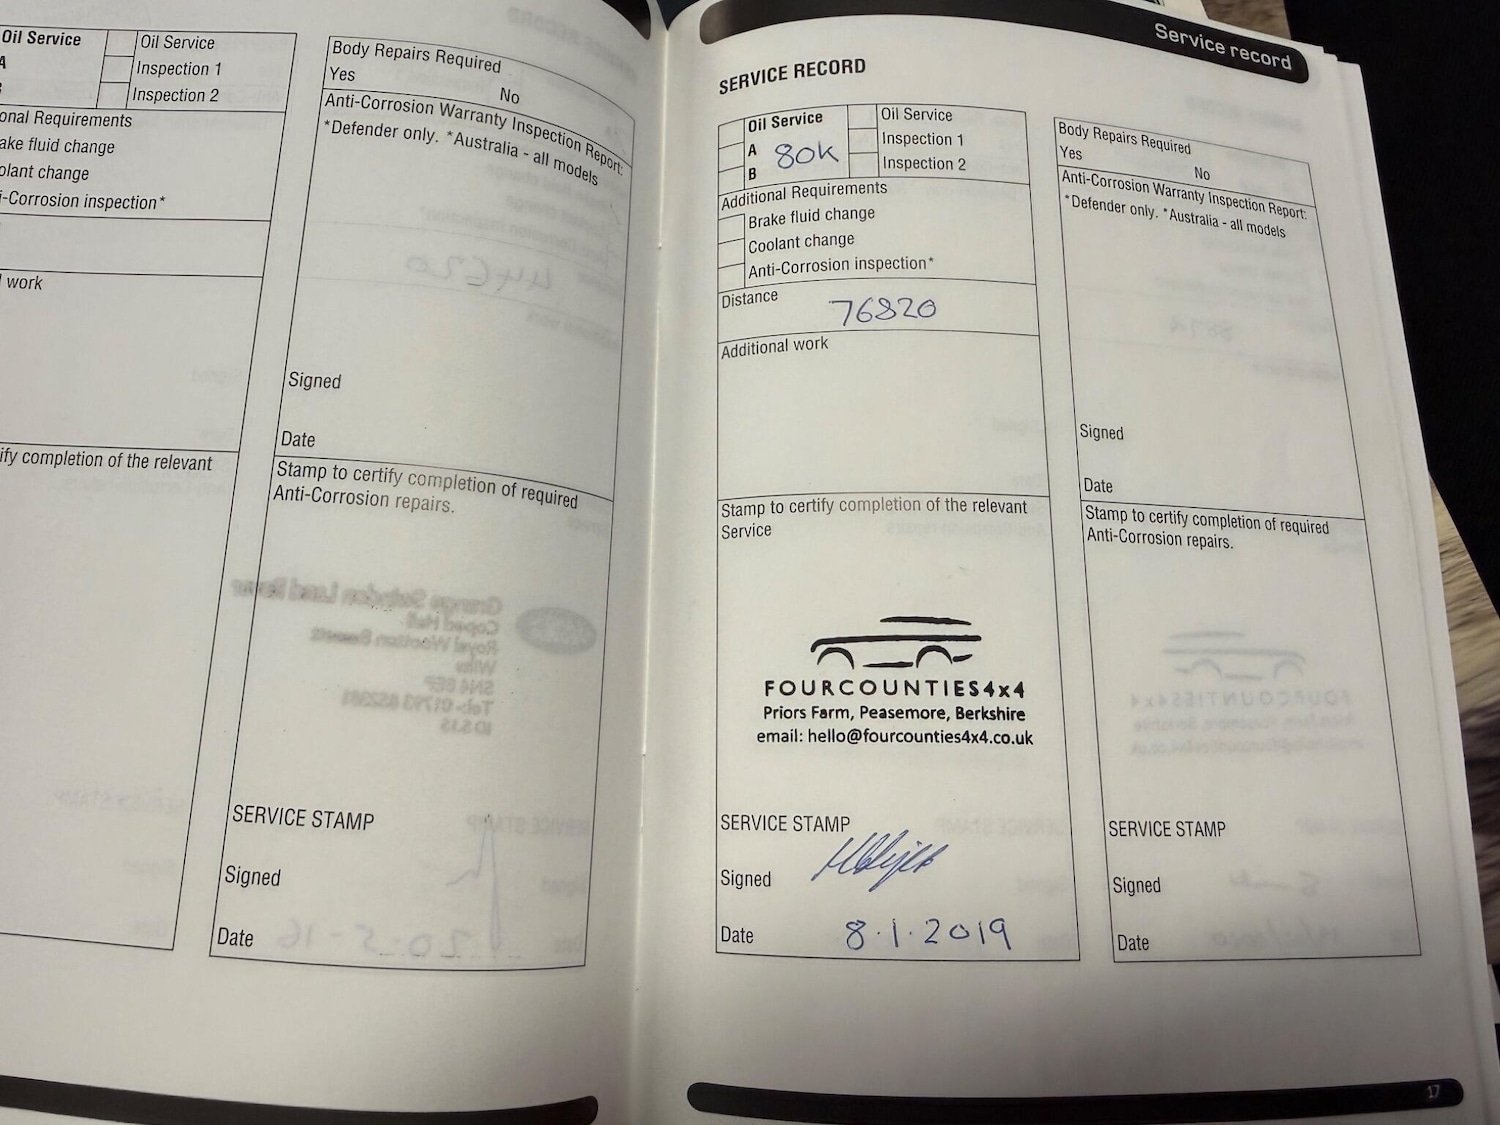 Oil Service
A
Oil Service
Inspection 1
Inspection 2
onal Requirements
ake fluid change
olant change
i-Corrosion inspection*
work
ify completion of the relevant
Body Repairs Required
Yes
No
Anti-Corrosion Warranty Inspection Report:
*Defender only. *Australia - all models
Signed
Date
Stamp to certify completion of required
Anti-Corrosion repairs.
SERVICE STAMP
Signed
Date
Service record
SERVICE RECORD
Oil Service
A
80K
B
Oil Service
Inspection 1
Inspection 2
Additional Requirements
Brake fluid change
Coolant change
Anti-Corrosion inspection*
Distance
76820
Additional work
Stamp to certify completion of the relevant
Service
FOURCOUNTIES4x4
Priors Farm, Peasemore, Berkshire
email: hello@fourcounties4x4.co.uk
SERVICE STAMP
Signed
Date 8.1.2019
Body Repairs Required
Yes
No
Anti-Corrosion Warranty Inspection Report:
*Defender only. *Australia - all models
Signed
Date
Stamp to certify completion of required
Anti-Corrosion repairs.
SERVICE STAMP
Signed
Date
17